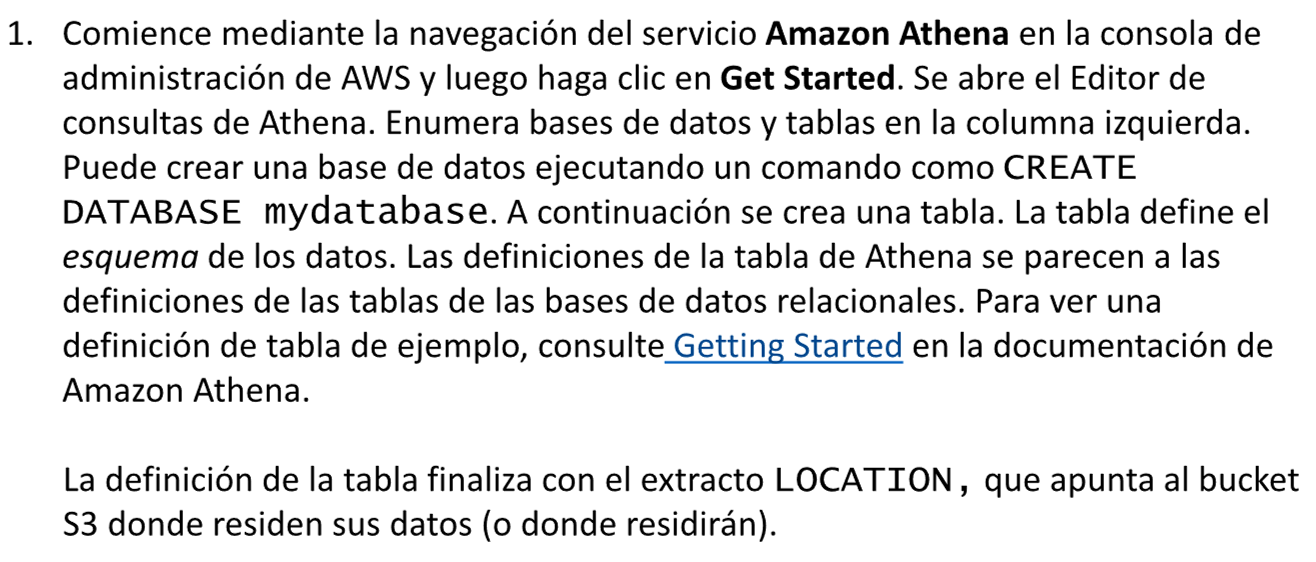 1. Comience mediante la navegación del servicio Amazon Athena en la consola de
administración de AWS y luego haga clic en Get Started. Se abre el Editor de
consultas de Athena. Enumera bases de datos y tablas en la columna izquierda.
Puede crear una base de datos ejecutando un comando como CREATE
DATABASE mydatabase. A continuación se crea una tabla. La tabla define el
esquema de los datos. Las definiciones de la tabla de Athena se parecen a las
definiciones de las tablas de las bases de datos relacionales. Para ver una
definición de tabla de ejemplo, consulte Getting Started en la documentación de
Amazon Athena.
La definición de la tabla finaliza con el extracto LOCATION, que apunta al bucket
S3 donde residen sus datos (o donde residirán).